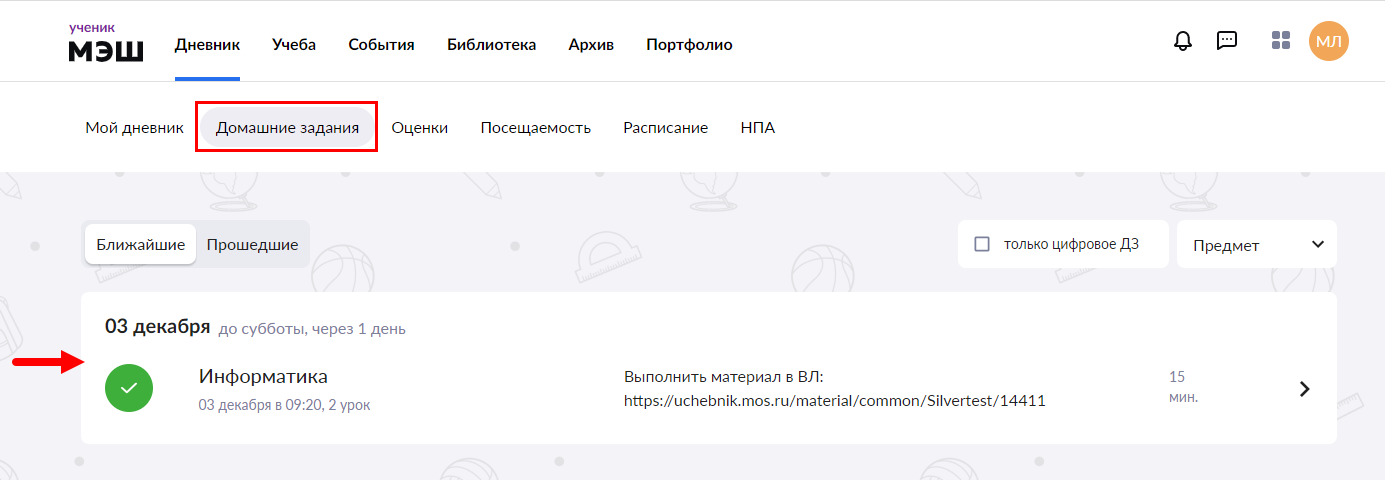 ученик
МЭШ
Дневник Учеба События Библиотека Архив Портфолио
МЛ
Мой дневник Домашние задания Оценки Посещаемость Расписание НПА
Ближайшие Прошедшие
только цифровое ДЗ
Предмет
03 декабря до субботы, через 1 день
Информатика
03 декабря в 09:20, 2 урок
Выполнить материал в ВЛ:
https://uchebnik.mos.ru/material/common/Silvertest/14411
15
мин.